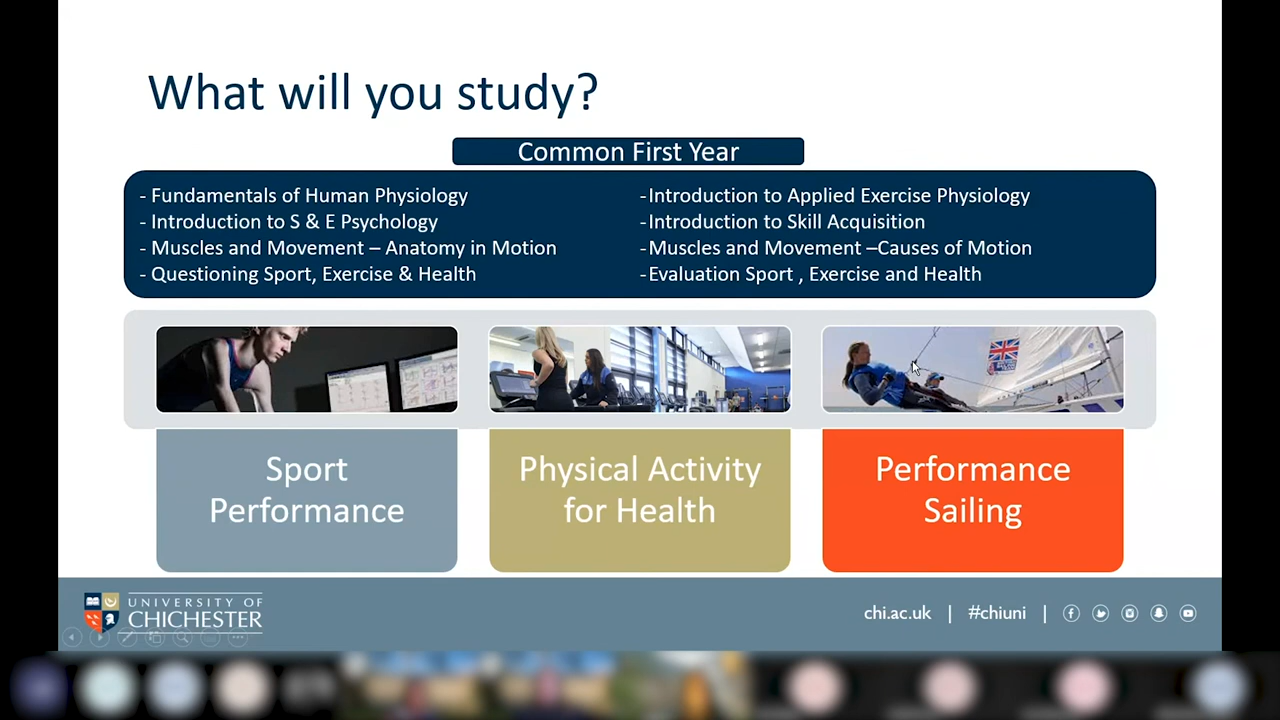 What will you study?
Common First Year
- Fundamentals of Human Physiology
- Introduction to S & E Psychology
- Muscles and Movement – Anatomy in Motion
- Questioning Sport, Exercise & Health
-Introduction to Applied Exercise Physiology
-Introduction to Skill Acquisition
-Muscles and Movement –Causes of Motion
-Evaluation Sport , Exercise and Health
Sport
Performance
Physical Activity
for Health
Performance
Sailing
UNIVERSITY OF
CHICHESTER
chi.ac.uk | #chiuni |